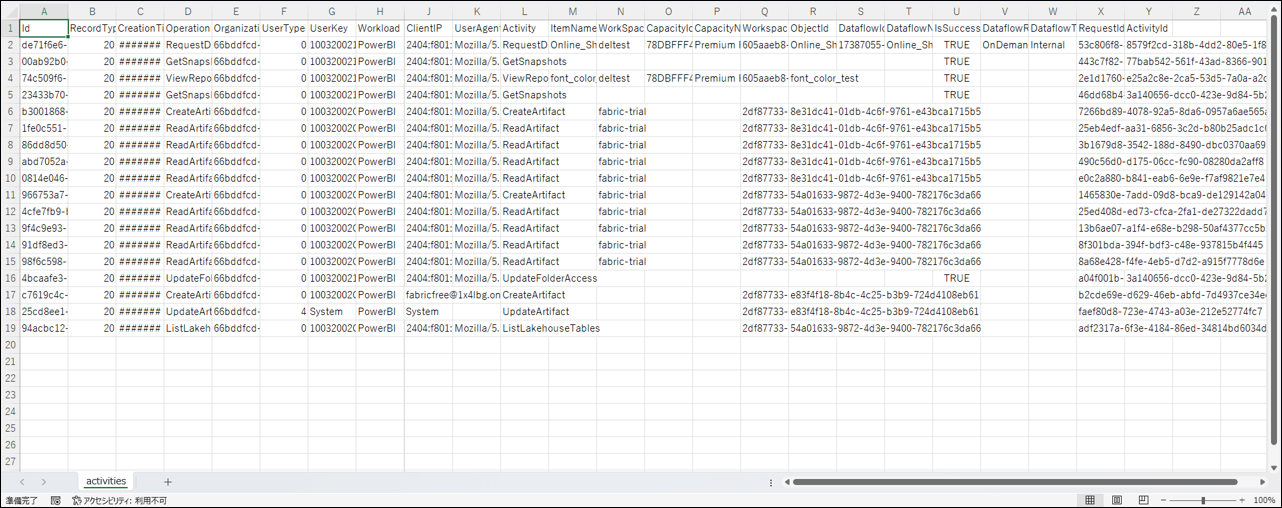 A B C D E F G H J K L M N O P Q R S T U V W X Y Z AA
1 Id RecordTyp CreationTi Operation Organizati UserType UserKey Workload ClientIP UserAgen Activity ItemName WorkSpac CapacityId CapacityN Workspac ObjectId DataflowId DataflowN IsSuccess DataflowR DataflowT RequestId ActivityId
2 de71f6e6- 20 ####### RequestD 66bddfcd- 0 100320021 PowerBI 2404:f801: Mozilla/5. RequestD Online_Sh deltest 78DBFFF4 Premium P 605aaeb8- Online_Sh 17387055- Online_Sh TRUE OnDeman Internal 53c806f8- 8579f2cd-318b-4dd2-80e5-1f8
3 00ab92b0- 20 ####### GetSnaps 66bddfcd- 0 100320021 PowerBI 2404:f801: Mozilla/5. GetSnapshots TRUE 443c7f82- 77bab542-561f-43ad-8366-901
4 74c509f6- 20 ####### ViewRepo 66bddfcd- 0 100320021 PowerBI 2404:f801: Mozilla/5. ViewRepo font_color_ deltest 78DBFFF4 Premium P 605aaeb8- font_color_test TRUE 2e1d1760- e25a2c8e-2ca5-53d5-7a0a-a2c
5 23433b70- 20 ####### GetSnaps 66bddfcd- 0 100320021 PowerBI 2404:f801: Mozilla/5. GetSnapshots TRUE 46dd68b4- 3a140656-dcc0-423e-9d84-5b2
6 b3001868- 20 ####### CreateArti 66bddfcd- 0 100320020 PowerBI 2404:f801: Mozilla/5. CreateArtifact fabric-trial 2df87733- 8e31dc41-01db-4c6f-9761-e43bca1715b5 7266bd89-4078-92a5-8da6-0957a6ae565a
7 1fe0c551- 20 ####### ReadArtifa 66bddfcd- 0 100320020 PowerBI 2404:f801: Mozilla/5. ReadArtifact fabric-trial 2df87733- 8e31dc41-01db-4c6f-9761-e43bca1715b5 25eb4edf-aa31-6856-3c2d-b80b25adc1c0
8 86dd8d50- 20 ####### ReadArtifa 66bddfcd- 0 100320020 PowerBI 2404:f801: Mozilla/5. ReadArtifact fabric-trial 2df87733- 8e31dc41-01db-4c6f-9761-e43bca1715b5 3b1679d8-3542-188d-8490-dbc0370aa69
9 abd7052a- 20 ####### ReadArtifa 66bddfcd- 0 100320020 PowerBI 2404:f801: Mozilla/5. ReadArtifact fabric-trial 2df87733- 8e31dc41-01db-4c6f-9761-e43bca1715b5 490c56d0-d175-06cc-fc90-08280da2aff8
10 0814e046- 20 ####### ReadArtifa 66bddfcd- 0 100320020 PowerBI 2404:f801: Mozilla/5. ReadArtifact fabric-trial 2df87733- 8e31dc41-01db-4c6f-9761-e43bca1715b5 e0c2a880-b841-eab6-6e9e-f7af9821e7e4
11 966753a7- 20 ####### CreateArti 66bddfcd- 0 100320020 PowerBI 2404:f801: Mozilla/5. CreateArtifact fabric-trial 2df87733- 54a01633-9872-4d3e-9400-782176c3da66 1465830e-7add-09d8-bca9-de129142a04
12 4cfe7fb9-b 20 ####### ReadArtifa 66bddfcd- 0 100320020 PowerBI 2404:f801: Mozilla/5. ReadArtifact fabric-trial 2df87733- 54a01633-9872-4d3e-9400-782176c3da66 25ed408d-ed73-cfca-2fa1-de27322dadd7
13 9f4c9e93- 20 ####### ReadArtifa 66bddfcd- 0 100320020 PowerBI 2404:f801: Mozilla/5. ReadArtifact fabric-trial 2df87733- 54a01633-9872-4d3e-9400-782176c3da66 13b6ae07-a1f4-e68e-b298-50af4377cc5b
14 91df8ed3- 20 ####### ReadArtifa 66bddfcd- 0 100320020 PowerBI 2404:f801: Mozilla/5. ReadArtifact fabric-trial 2df87733- 54a01633-9872-4d3e-9400-782176c3da66 8f301bda-394f-bdf3-c48e-937815b4f445
15 98f6c598- 20 ####### ReadArtifa 66bddfcd- 0 100320020 PowerBI 2404:f801: Mozilla/5. ReadArtifact fabric-trial 2df87733- 54a01633-9872-4d3e-9400-782176c3da66 8a68e428-f4fe-4eb5-d7d2-a915f7778d6e
16 4bcaafe3- 20 ####### UpdateFol 66bddfcd- 0 100320021 PowerBI 2404:f801: Mozilla/5. UpdateFolderAccess TRUE a04f001b- 3a140656-dcc0-423e-9d84-5b2
17 c7619c4c- 20 ####### CreateArti 66bddfcd- 0 100320020 PowerBI fabricfree@1x4lbg.on CreateArtifact 2df87733- e83f4f18-8b4c-4c25-b3b9-724d4108eb61 b2cde69e-d629-46eb-abfd-7d4937ce34e
18 25cd8ee1- 20 ####### UpdateArt 66bddfcd- 4 System PowerBI System UpdateArtifact 2df87733- e83f4f18-8b4c-4c25-b3b9-724d4108eb61 faef80d8-723e-4743-a03e-212e52774fc7
19 94acbc12- 20 ####### ListLakeh 66bddfcd- 0 100320020 PowerBI 2404:f801: Mozilla/5. ListLakehouseTables 2df87733- 54a01633-9872-4d3e-9400-782176c3da66 adf2317a-6f3e-4184-86ed-34814bd6034d
20
21
22
23
24
25
26
27
activities
準備完了 アクセシビリティ: 利用不可 100%